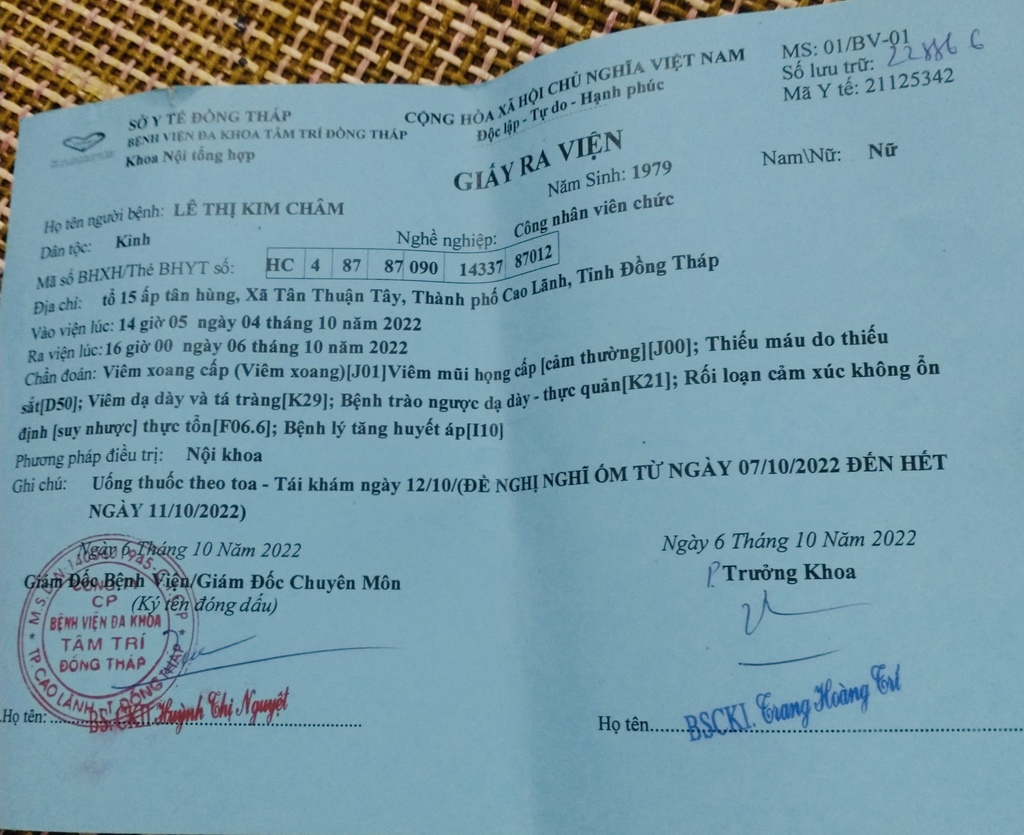 SỞ Y TẾ ĐỒNG THÁP
BỆNH VIỆN ĐA KHOA TÂM TRÍ ĐỒNG THÁP
Khoa Nội tổng hợp
CỘNG HÒA XÃ HỘI CHỦ NGHĨA VIỆT NAM
Độc lập - Tự do - Hạnh phúc
MS: 01/BV-01
Số lưu trữ: 22886 6
Mã Y tế: 21125342
GIẤY RA VIỆN
Họ tên người bệnh: LÊ THỊ KIM CHÂM
Năm Sinh: 1979
Nam\Nữ: Nữ
Dân tộc: Kinh
Nghề nghiệp: Công nhân viên chức
Mã số BHXH/Thẻ BHYT số: HC 4 87 87 090 14337 87012
Địa chỉ: tổ 15 ấp tân hùng, Xã Tân Thuận Tây, Thành phố Cao Lãnh, Tỉnh Đồng Tháp
Vào viện lúc: 14 giờ 05 ngày 04 tháng 10 năm 2022
Ra viện lúc: 16 giờ 00 ngày 06 tháng 10 năm 2022
Chẩn đoán: Viêm xoang cấp (Viêm xoang)[J01]Viêm mũi họng cấp [cảm thường][J00]; Thiếu máu do thiếu
sắt[D50]; Viêm dạ dày và tá tràng[K29]; Bệnh trào ngược dạ dày - thực quản[K21]; Rối loạn cảm xúc không ổn
định [suy nhược] thực tổn[F06.6]; Bệnh lý tăng huyết áp[I10]
Phương pháp điều trị: Nội khoa
Ghi chú: Uống thuốc theo toa - Tái khám ngày 12/10/(ĐỀ NGHỊ NGHĨ ÓM TỪ NGÀY 07/10/2022 ĐẾN HẾT
NGÀY 11/10/2022)
Ngày 6 Tháng 10 Năm 2022
Giám Đốc Bệnh Viện/Giám Đốc Chuyên Môn
(Ký tên đóng dấu)
CP
BỆNH VIỆN ĐA KHOA
TÂM TRÍ
ĐỒNG THÁP
TP CAO LÃNH - T. ĐỒNG THÁP
Họ tên: BS.CKII. Huỳnh Thị Nguyệt
Ngày 6 Tháng 10 Năm 2022
P Trưởng Khoa
Họ tên BSCKI. Trang Hoàng Trí